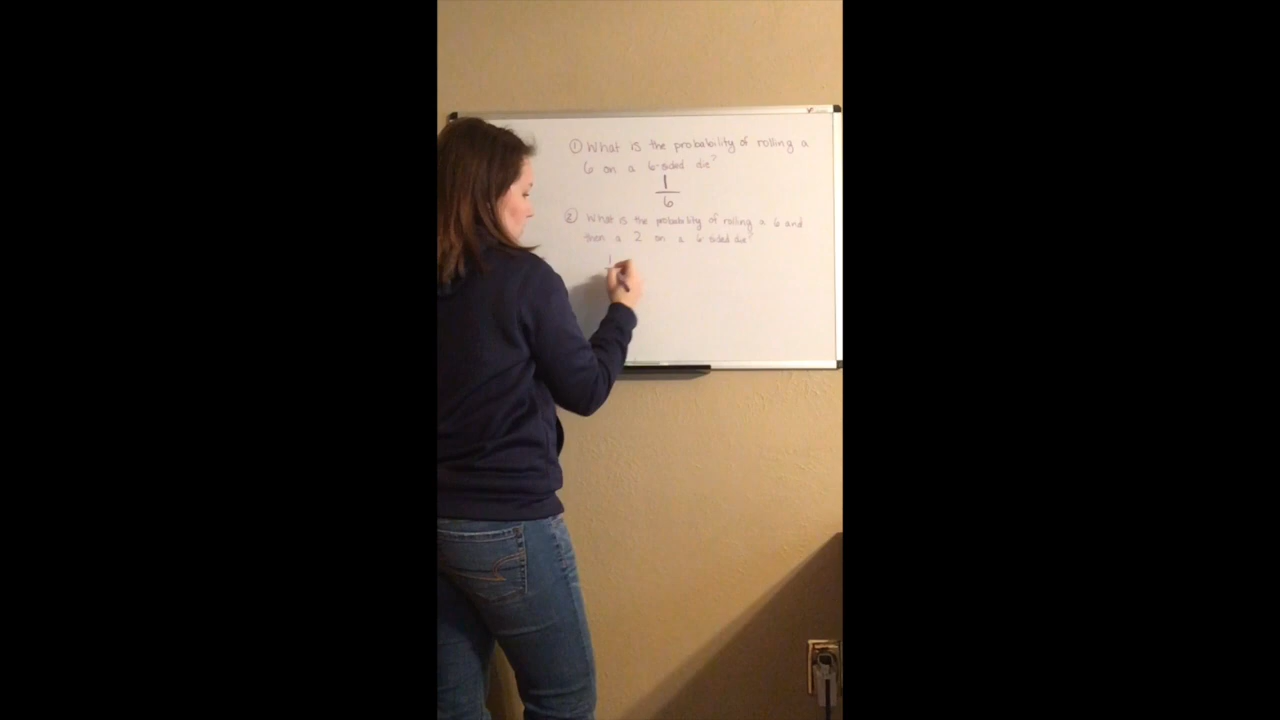 ① What is the probability of rolling a
6 on a 6-sided die?
1
6
② What is the probability of rolling a 6 and
then a 2 on a 6 sided die?
1